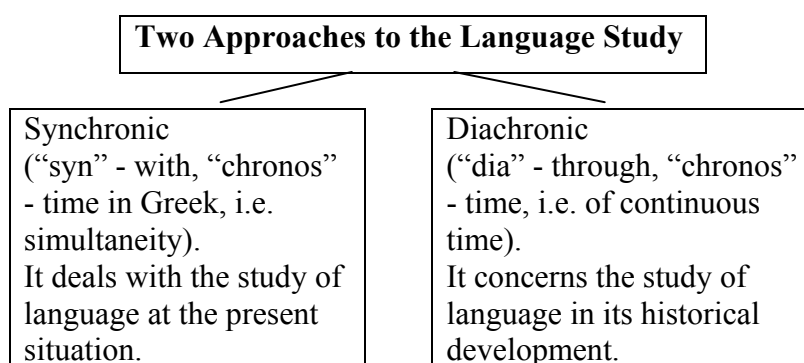 Two Approaches to the Language Study
Synchronic
(“syn” - with, “chronos”
- time in Greek, i.e.
simultaneity).
It deals with the study of
language at the present
situation.
Diachronic
(“dia” - through, “chronos”
- time, i.e. of continuous
time).
It concerns the study of
language in its historical
development.